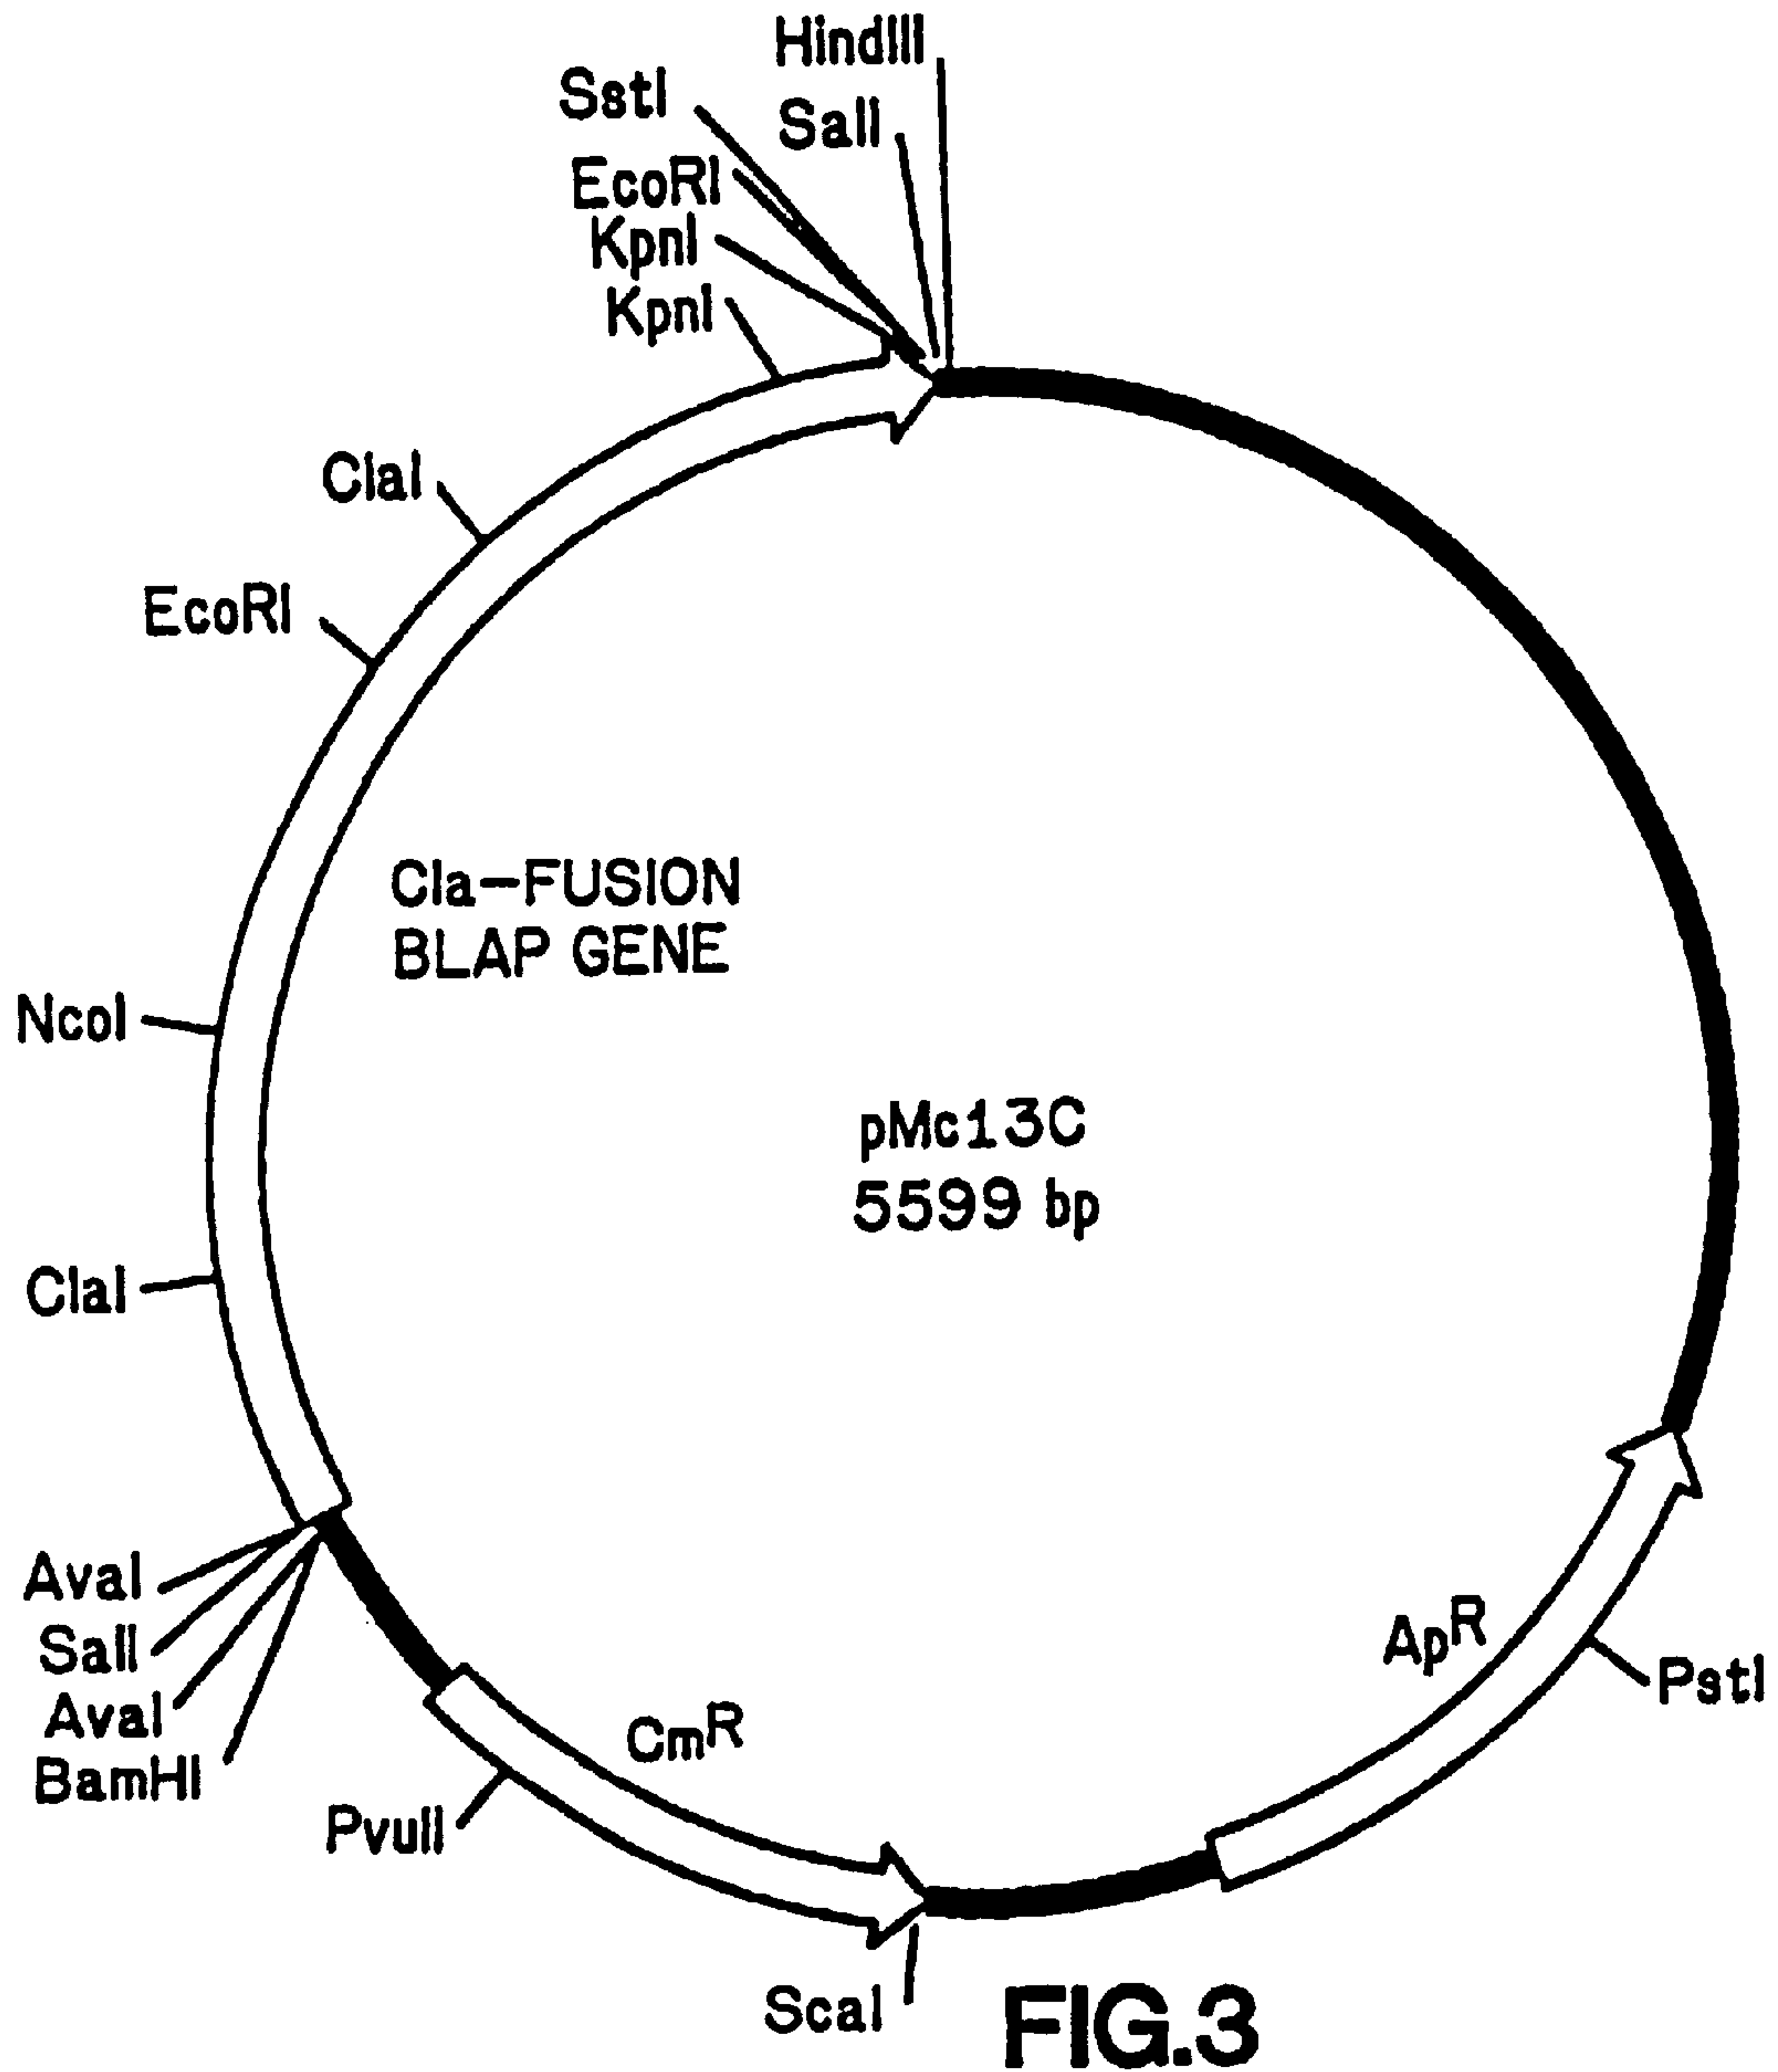 HindIII
SstI
SalI
EcoRI
KpnI
KpnI
ClaI
EcoRI
Cla-FUSION
BLAP GENE
NcoI
pMc13C
5599 bp
ClaI
AvaI
SalI
AvaI
BamHI
PvuII
CmR
ApR
PstI
ScaI
FIG.3